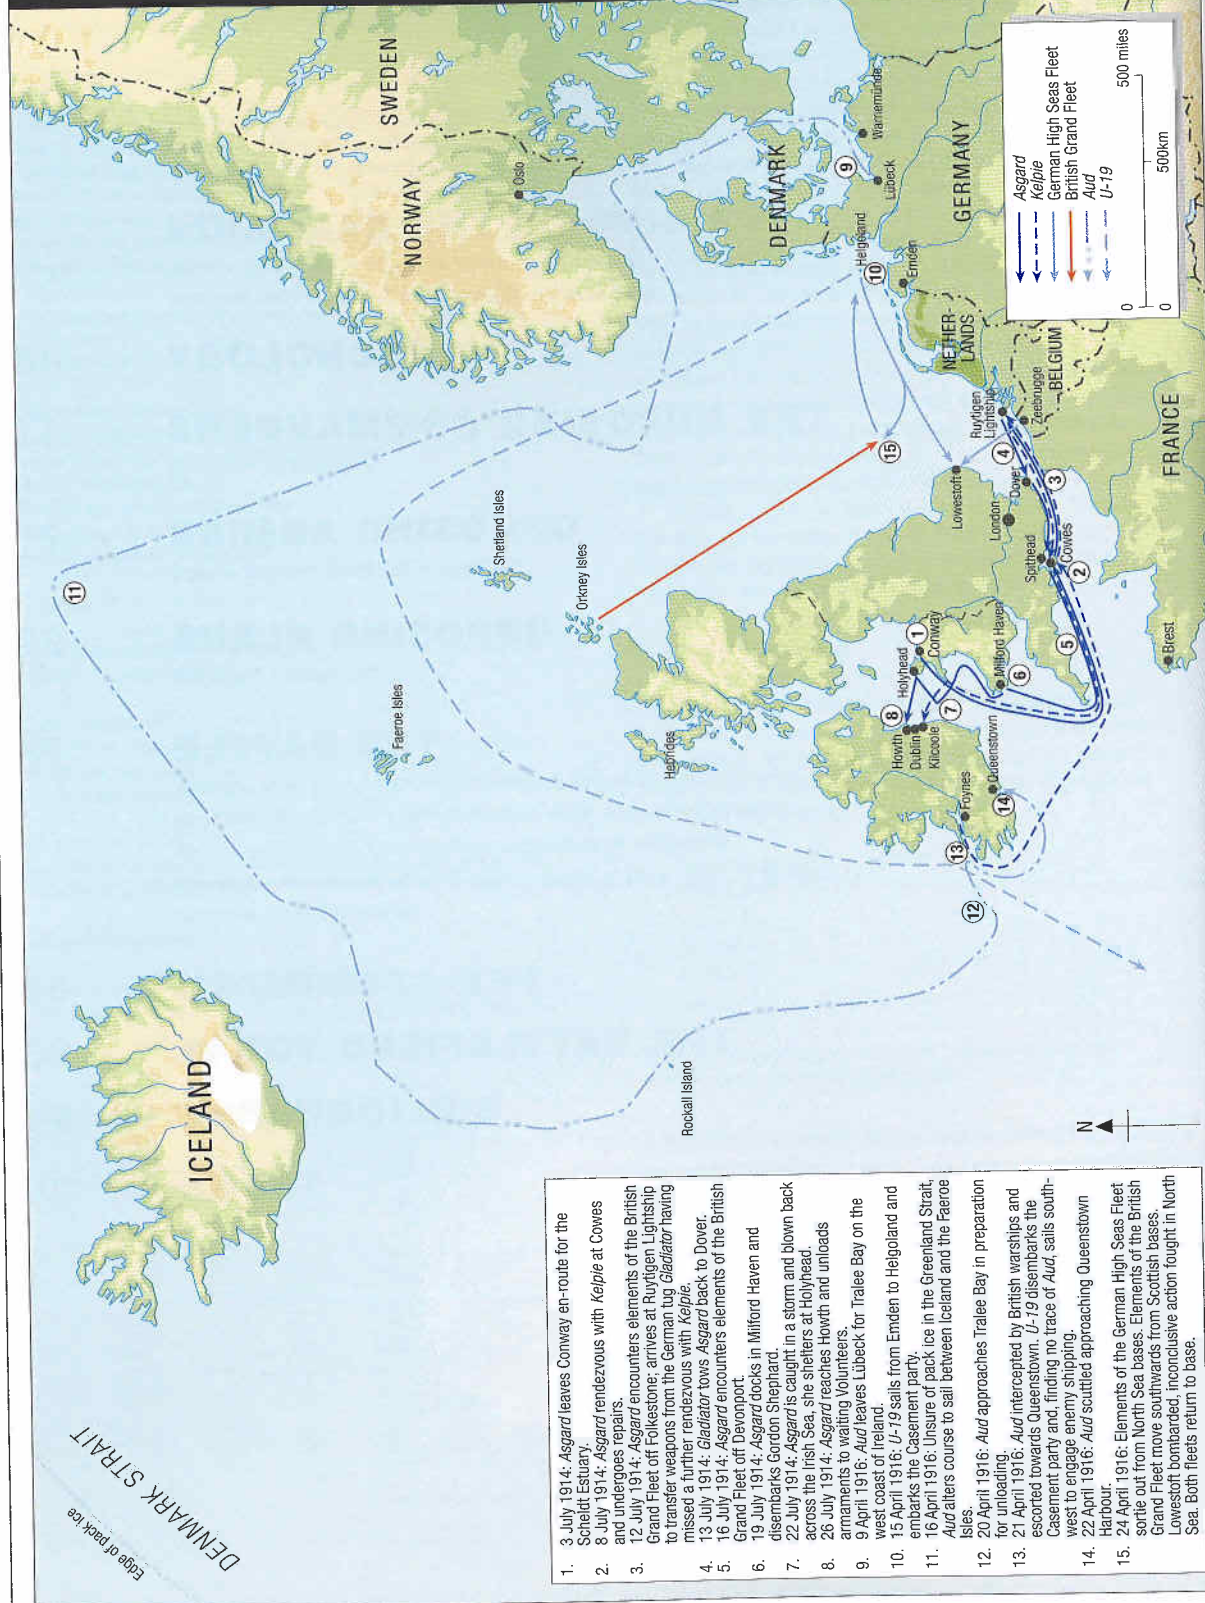 DENMARK STRAIT
Edge of pack ice
ICELAND
Rockall Island
Faeroe Isles
Shetland Isles
Orkney Isles
Hebrides
NORWAY
SWEDEN
Oslo
DENMARK
Warnemünde
Lübeck
Helgoland
Emden
GERMANY
NETHER-
LANDS
BELGIUM
Zeebrugge
Ruytigen
Lightship
FRANCE
Brest
Lowestoft
London
Dover
Spithead
Cowes
Conway
Holyhead
Milford Haven
Howth
Dublin
Kilcoole
Queenstown
Foynes
1
2
3
4
5
6
7
8
9
10
11
12
13
14
15
N
Asgard
Kelpie
German High Seas Fleet
British Grand Fleet
Aud
U-19
0
500 miles
0
500km
1. 3 July 1914: Asgard leaves Conway en-route for the
Scheldt Estuary.
2. 8 July 1914: Asgard rendezvous with Kelpie at Cowes
and undergoes repairs.
3. 12 July 1914: Asgard encounters elements of the British
Grand Fleet off Folkestone; arrives at Ruytigen Lightship
to transfer weapons from the German tug Gladiator having
missed a further rendezvous with Kelpie.
4. 13 July 1914: Gladiator tows Asgard back to Dover.
5. 16 July 1914: Asgard encounters elements of the British
Grand Fleet off Devonport.
6. 19 July 1914: Asgard docks in Milford Haven and
disembarks Gordon Shephard.
7. 22 July 1914: Asgard is caught in a storm and blown back
across the Irish Sea, she shelters at Holyhead.
8. 26 July 1914: Asgard reaches Howth and unloads
armaments to waiting Volunteers.
9. 9 April 1916: Aud leaves Lübeck for Tralee Bay on the
west coast of Ireland.
10. 15 April 1916: U-19 sails from Emden to Helgoland and
embarks the Casement party.
11. 16 April 1916: Unsure of pack ice in the Greenland Strait,
Aud alters course to sail between Iceland and the Faeroe
Isles.
12. 20 April 1916: Aud approaches Tralee Bay in preparation
for unloading.
13. 21 April 1916: Aud intercepted by British warships and
escorted towards Queenstown. U-19 disembarks the
Casement party and, finding no trace of Aud, sails south-
west to engage enemy shipping.
14. 22 April 1916: Aud scuttled approaching Queenstown
Harbour.
15. 24 April 1916: Elements of the German High Seas Fleet
sortie out from North Sea bases. Elements of the British
Grand Fleet move southwards from Scottish bases.
Lowestoft bombarded, inconclusive action fought in North
Sea. Both fleets return to base.